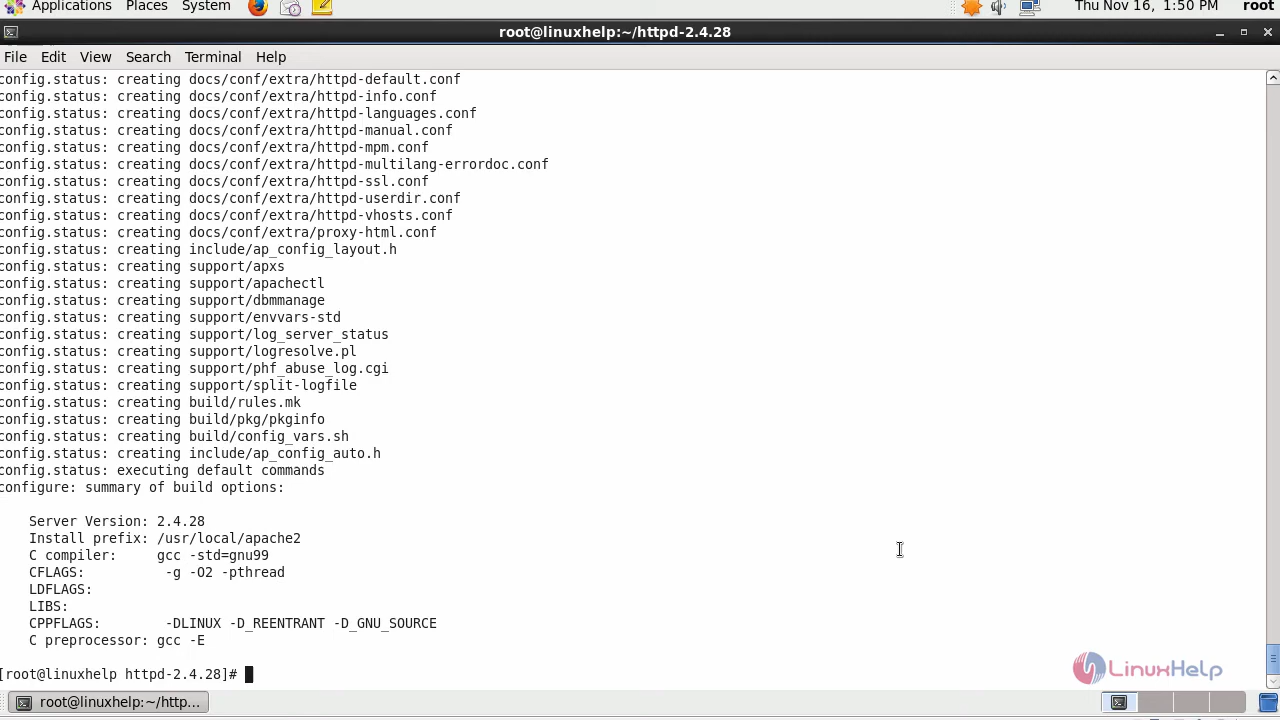 Applications Places System Thu Nov 16, 1:50 PM root
root@linuxhelp:~/httpd-2.4.28
File Edit View Search Terminal Help
config.status: creating docs/conf/extra/httpd-default.conf
config.status: creating docs/conf/extra/httpd-info.conf
config.status: creating docs/conf/extra/httpd-languages.conf
config.status: creating docs/conf/extra/httpd-manual.conf
config.status: creating docs/conf/extra/httpd-mpm.conf
config.status: creating docs/conf/extra/httpd-multilang-errordoc.conf
config.status: creating docs/conf/extra/httpd-ssl.conf
config.status: creating docs/conf/extra/httpd-userdir.conf
config.status: creating docs/conf/extra/httpd-vhosts.conf
config.status: creating docs/conf/extra/proxy-html.conf
config.status: creating include/ap_config_layout.h
config.status: creating support/apxs
config.status: creating support/apachectl
config.status: creating support/dbmmanage
config.status: creating support/envvars-std
config.status: creating support/log_server_status
config.status: creating support/logresolve.pl
config.status: creating support/phf_abuse_log.cgi
config.status: creating support/split-logfile
config.status: creating build/rules.mk
config.status: creating build/pkg/pkginfo
config.status: creating build/config_vars.sh
config.status: creating include/ap_config_auto.h
config.status: executing default commands
configure: summary of build options:
Server Version: 2.4.28
Install prefix: /usr/local/apache2
C compiler: gcc -std=gnu99
CFLAGS: -g -O2 -pthread
LDFLAGS:
LIBS:
CPPFLAGS: -DLINUX -D_REENTRANT -D_GNU_SOURCE
C preprocessor: gcc -E
[root@linuxhelp httpd-2.4.28]#
LinuxHelp
root@linuxhelp:~/http...